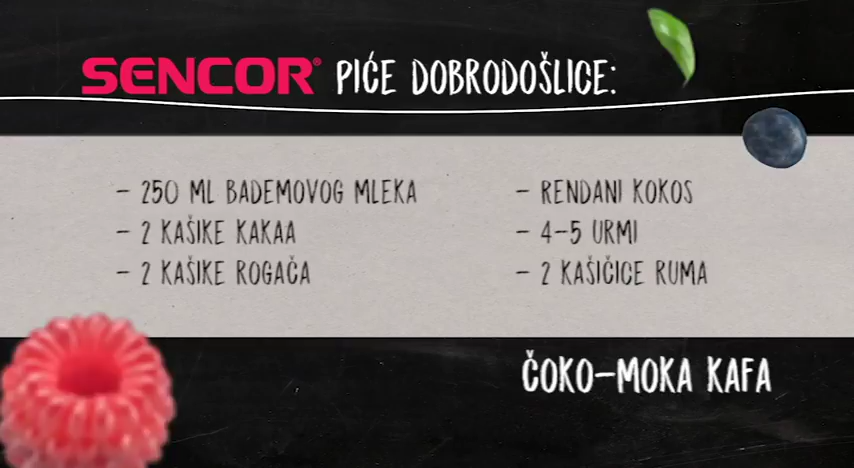 SENCOR® PIĆE DOBRODOŠLICE:
- 250 ML BADEMOVOG MLEKA
- 2 KAŠIKE KAKAA
- 2 KAŠIKE ROGAČA
- RENDANI KOKOS
- 4-5 URMI
- 2 KAŠIČICE RUMA
ČOKO-MOKA KAFA